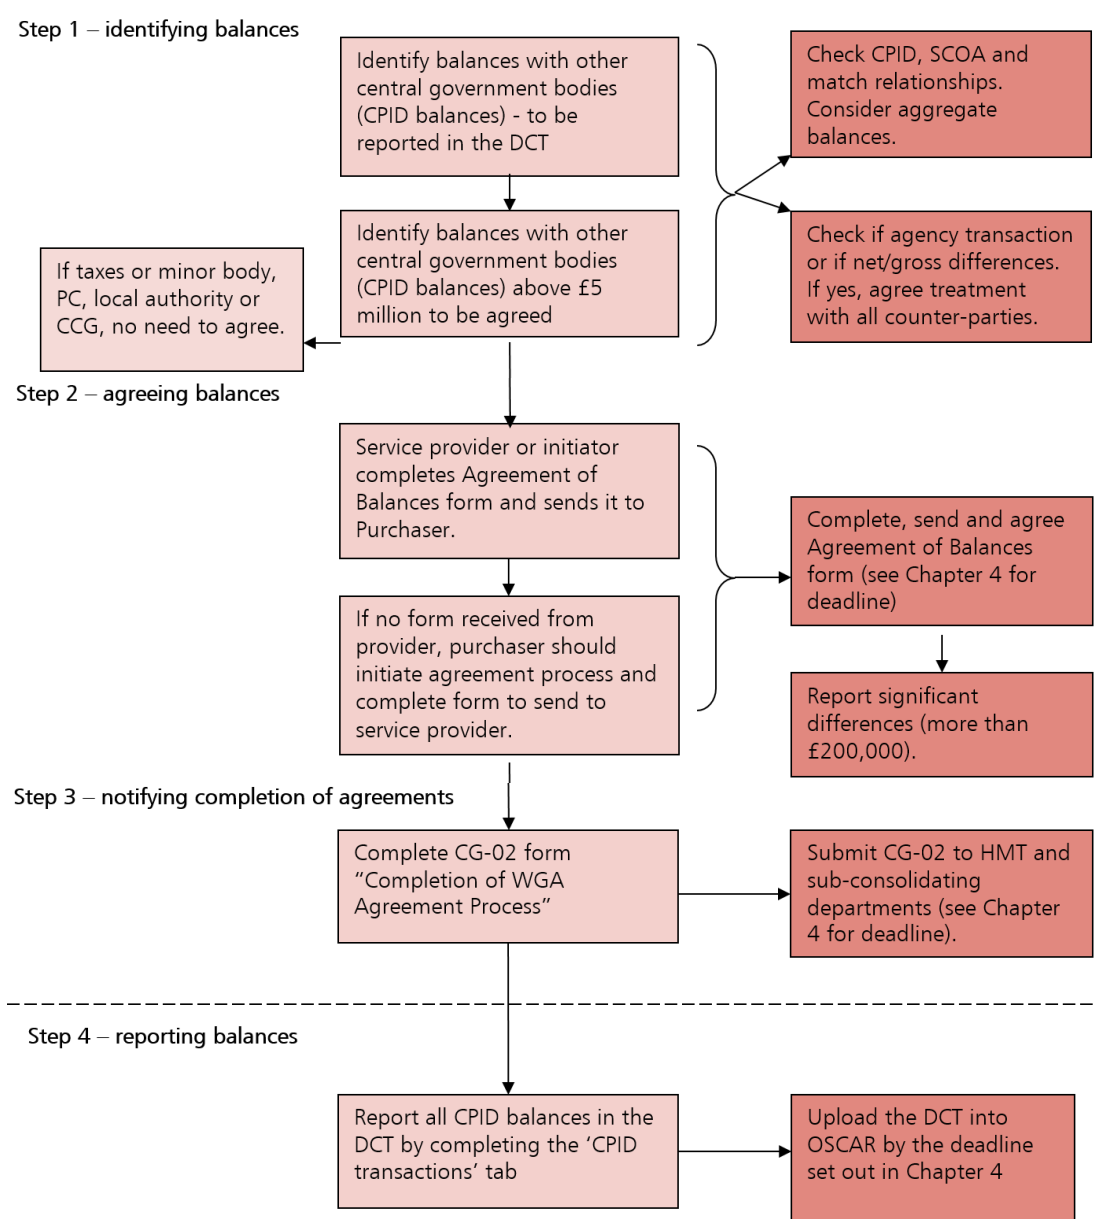 Step 1 – identifying balances
Identify balances with other
central government bodies
(CPID balances) - to be
reported in the DCT
Check CPID, SCOA and
match relationships.
Consider aggregate
balances.
Identify balances with other
central government bodies
(CPID balances) above £5
million to be agreed
Check if agency transaction
or if net/gross differences.
If yes, agree treatment
with all counter-parties.
If taxes or minor body,
PC, local authority or
CCG, no need to agree.
Step 2 – agreeing balances
Service provider or initiator
completes Agreement of
Balances form and sends it to
Purchaser.
Complete, send and agree
Agreement of Balances
form (see Chapter 4 for
deadline)
If no form received from
provider, purchaser should
initiate agreement process and
complete form to send to
service provider.
Report significant
differences (more than
£200,000).
Step 3 – notifying completion of agreements
Complete CG-02 form
“Completion of WGA
Agreement Process”
Submit CG-02 to HMT and
sub-consolidating
departments (see Chapter
4 for deadline).
Step 4 – reporting balances
Report all CPID balances in the
DCT by completing the ‘CPID
transactions’ tab
Upload the DCT into
OSCAR by the deadline
set out in Chapter 4